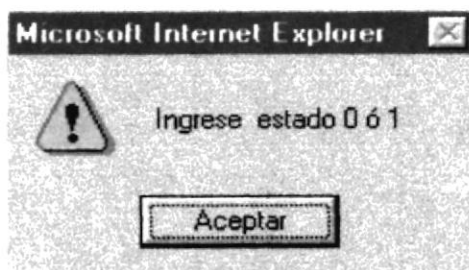 Microsoft Internet Explorer
Ingrese estado 0 ó 1
Aceptar